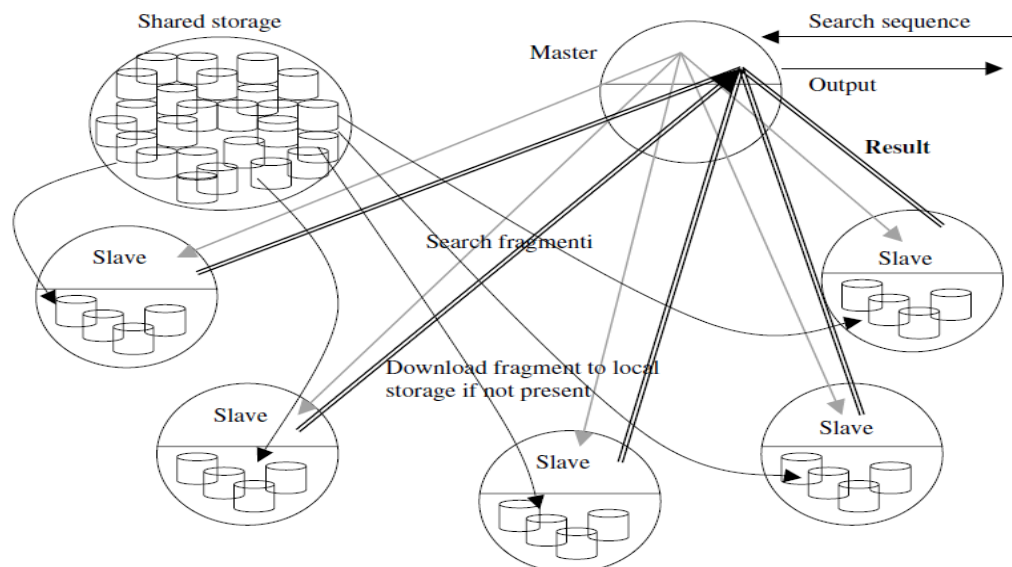 Shared storage
Search sequence
Master
Output
Result
Slave
Search fragmenti
Slave
Download fragment to local
storage if not present
Slave
Slave
Slave